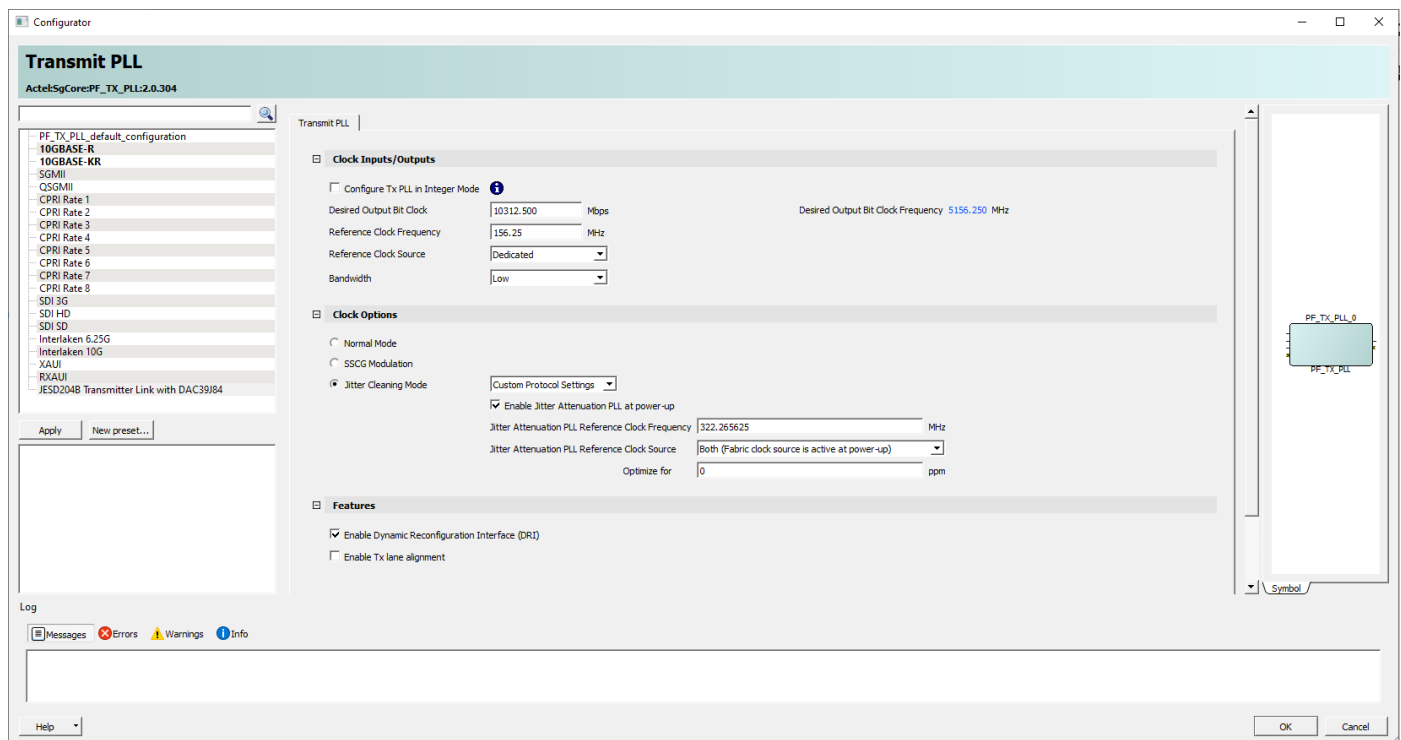 Configurator
Transmit PLL
Actel:SgCore:PF_TX_PLL:2.0.304
PF_TX_PLL_default_configuration
10GBASE-R
10GBASE-KR
SGMII
QSGMII
CPRI Rate 1
CPRI Rate 2
CPRI Rate 3
CPRI Rate 4
CPRI Rate 5
CPRI Rate 6
CPRI Rate 7
CPRI Rate 8
SDI 3G
SDI HD
SDI SD
Interlaken 6.25G
Interlaken 10G
XAUI
RXAUI
JESD204B Transmitter Link with DAC39J84
Apply New preset...
Transmit PLL
Clock Inputs/Outputs
Configure Tx PLL in Integer Mode
Desired Output Bit Clock 10312.500 Mbps Desired Output Bit Clock Frequency 5156.250 MHz
Reference Clock Frequency 156.25 MHz
Reference Clock Source Dedicated
Bandwidth Low
Clock Options
Normal Mode
SSCG Modulation
Jitter Cleaning Mode Custom Protocol Settings
Enable Jitter Attenuation PLL at power-up
Jitter Attenuation PLL Reference Clock Frequency 322.265625 MHz
Jitter Attenuation PLL Reference Clock Source Both (Fabric clock source is active at power-up)
Optimize for 0 ppm
Features
Enable Dynamic Reconfiguration Interface (DRI)
Enable Tx lane alignment
PF_TX_PLL_0
PF_TX_PLL
Symbol
Log
Messages Errors Warnings Info
Help OK Cancel